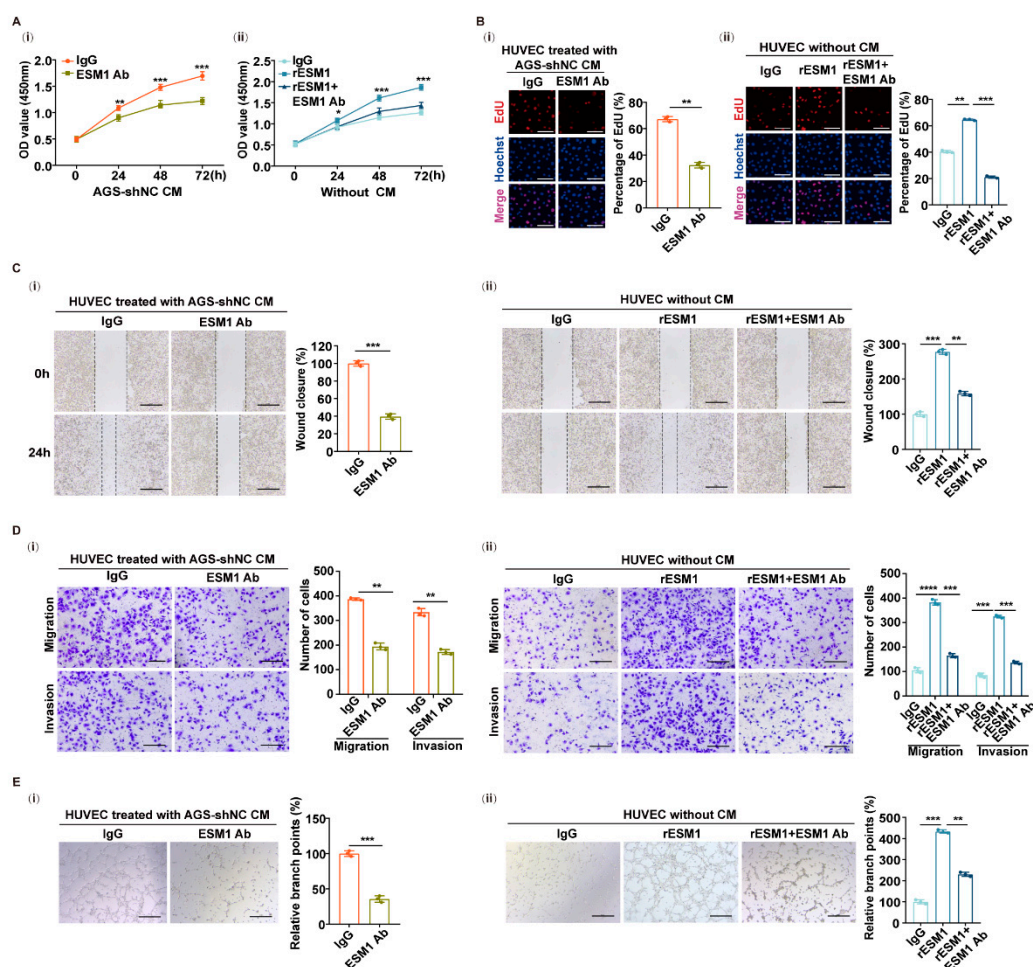 A
(i)
OD value (450nm)
2.0
1.5
1.0
0.5
0.0
IgG
ESM1 Ab
**
***
***
0 24 48 72(h)
AGS-shNC CM
(ii)
OD value (450nm)
2.5
2.0
1.5
1.0
0.5
0.0
IgG
rESM1
rESM1+
ESM1 Ab
*
***
***
0 24 48 72(h)
Without CM
B
(i)
HUVEC treated with
AGS-shNC CM
IgG ESM1 Ab
EdU
Hoechst
Merge
Percentage of EdU (%)
80
60
40
20
0
**
IgG
ESM1 Ab
(ii)
HUVEC without CM
IgG rESM1 rESM1+
ESM1 Ab
EdU
Hoechst
Merge
Percentage of EdU (%)
80
60
40
20
0
** ***
IgG
rESM1
rESM1+
ESM1 Ab
C
(i)
HUVEC treated with AGS-shNC CM
IgG ESM1 Ab
0h
24h
Wound closure (%)
120
100
80
60
40
20
0
***
IgG
ESM1 Ab
(ii)
HUVEC without CM
IgG rESM1 rESM1+ESM1 Ab
Wound closure (%)
300
200
100
0
*** **
IgG
rESM1
rESM1+
ESM1 Ab
D
(i)
HUVEC treated with AGS-shNC CM
IgG ESM1 Ab
Migration
Invasion
Number of cells
500
400
300
200
100
0
** **
IgG
ESM1 Ab
IgG
ESM1 Ab
Migration Invasion
(ii)
HUVEC without CM
IgG rESM1 rESM1+ESM1 Ab
Migration
Invasion
Number of cells
500
400
300
200
100
0
**** *** *** ***
IgG
rESM1
rESM1+
ESM1 Ab
IgG
rESM1
rESM1+
ESM1 Ab
Migration Invasion
E
(i)
HUVEC treated with AGS-shNC CM
IgG ESM1 Ab
Relative branch points (%)
150
100
50
0
***
IgG
ESM1 Ab
(ii)
HUVEC without CM
IgG rESM1 rESM1+ESM1 Ab
Relative branch points (%)
500
400
300
200
100
0
*** **
IgG
rESM1
rESM1+
ESM1 Ab